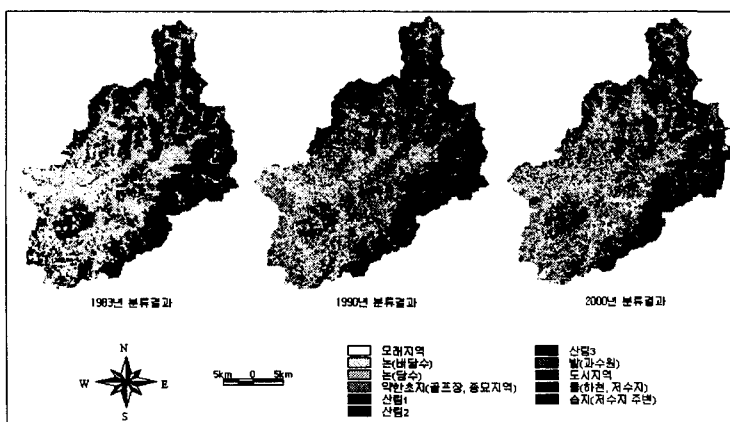 1983년 분류결과
1990년 분류결과
2000년 분류결과
N
W E
S
5km 0 5km
모래지역
논(비담수)
논(담수)
약한초지(골프장, 종묘지역)
산림1
산림2
산림3
밭(과수원)
도시지역
물(하천, 저수지)
습지(저수지 주변)